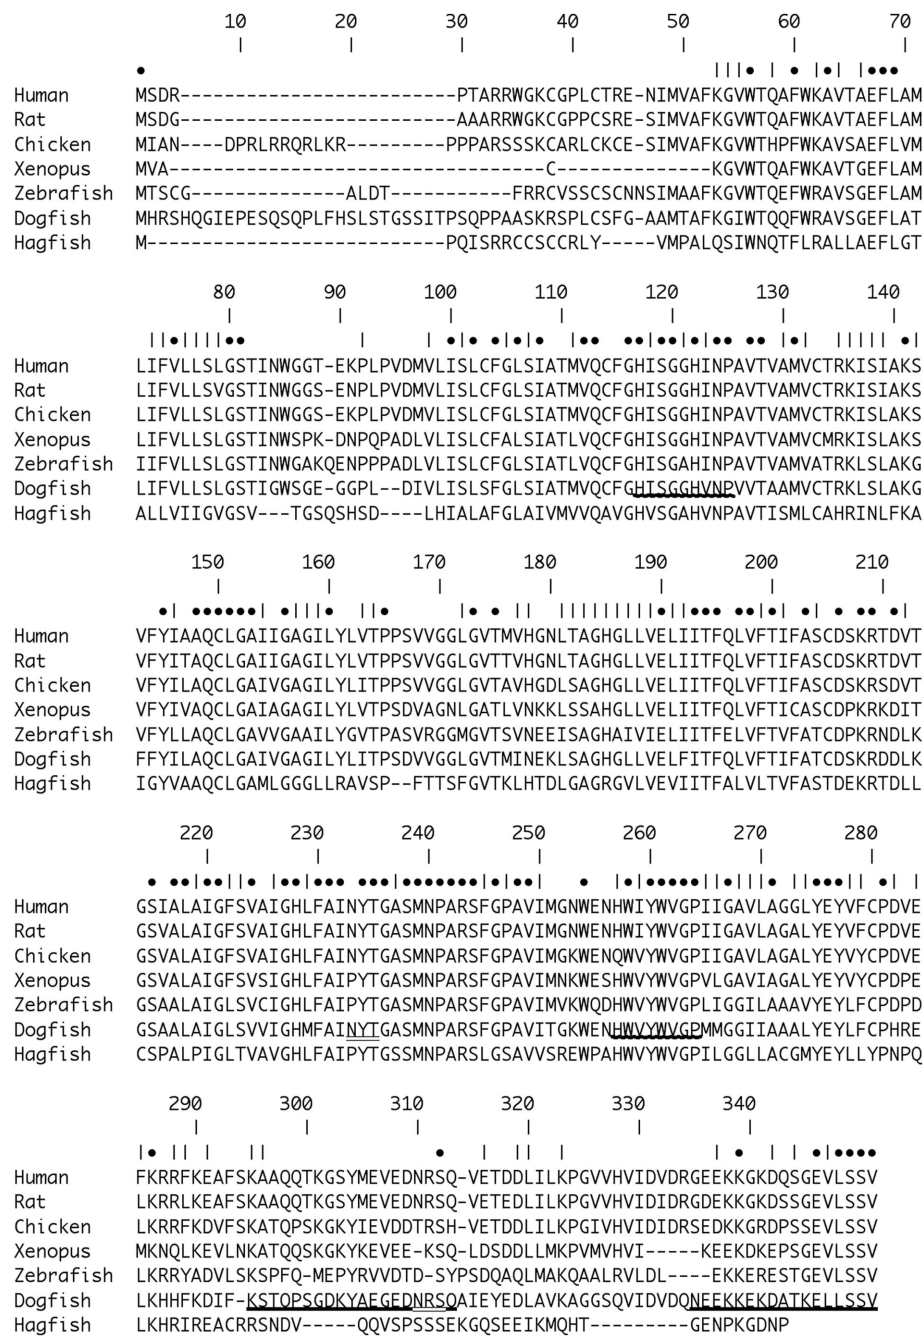 10 20 30 40 50 60 70
Human MSDR-------------------------PTARRWGKCGPLCTRE-NIMVAFKGVWTQAFWKAVTAEFLAM
Rat MSDG-------------------------AAARRWGKCGPPCSRE-SIMVAFKGVWTQAFWKAVTAEFLAM
Chicken MIAN----DPRLRRQRLKR---------PPPARSSSKCARLCKCE-SIMVAFKGVWTHPFWKAVSAEFLVM
Xenopus MVA----------------------------------C--------------KGVWTQAFWKAVTGEFLAM
Zebrafish MTSCG--------------ALDT-----------FRRCVSSCSCNNSIMAAFKGVWTQEFWRAVSGEFLAM
Dogfish MHRSHQGIEPESQSQPLFHSLSTGSSITPSQPPAASKRSPLCSFG-AAMTAFKGIWTQQFWRAVSGEFLAT
Hagfish M---------------------------PQISRRCCSCCRLY-----VMPALQSIWNQTFLRALLAEFLGT
80 90 100 110 120 130 140
Human LIFVLLSLGSTINWGGT-EKPLPVDMVLISLCFGLSIATMVQCFGHISGGHINPAVTVAMVCTRKISIAKS
Rat LIFVLLSVGSTINWGGS-ENPLPVDMVLISLCFGLSIATMVQCFGHISGGHINPAVTVAMVCTRKISIAKS
Chicken LIFVLLSLGSTINWGGS-EKPLPVDMVLISLCFGLSIATMVQCFGHISGGHINPAVTVAMVCTRKISIAKS
Xenopus LIFVLLSLGSTINWSPK-DNPQPADLVLISLCFALSIATLVQCFGHISGGHINPAVTVAMVCMRKISLAKS
Zebrafish IIFVLLSLGSTINWGAKQENPPPADLVLISLCFGLSIATLVQCFGHISGAHINPAVTVAMVATRKLSLAKG
Dogfish LIFVLLSLGSTIGWSGE-GGPL--DIVLISLSFGLSIATMVQCFGHISGGHVNPVVTAAMVCTRKLSLAKG
Hagfish ALLVIIGVGSV---TGSQSHSD---LHIALAFGLAIVMVVQAVGHVSGAHVNPAVTISMLCAHRINLFKA
150 160 170 180 190 200 210
Human VFYIAAQCLGAIIGAGILYLVTPPSVVGGLGVTMVHGNLTAGHGLLVELIITFQLVFTIFASCDSKRTDVT
Rat VFYITAQCLGAIIGAGILYLVTPPSVVGGLGVTTVHGNLTAGHGLLVELIITFQLVFTIFASCDSKRTDVT
Chicken VFYILAQCLGAIVGAGILYLITPPSVVGGLGVTAVHGDLSAGHGLLVELIITFQLVFTIFASCDSKRSDVT
Xenopus VFYIVAQCLGAIAGAGILYLVTPSDVAGNLGATLVNKKLSSAHGLLVELIITFQLVFTICASCDPKRKDIT
Zebrafish VFYLLAQCLGAVVGAAILYGVTPASVRGGMGVTSVNEEISAGHAIVIELIITFELVFTVFATCDPKRNDLK
Dogfish FFYILAQCLGAIVGAGILYLITPSDVVGGLGVTMINEKLSAGHGLLVELFITFQLVFTIFATCDSKRDDLK
Hagfish IGYVAAQCLGAMLGGGLLRAVSP--FTTSFGVTKLHTDLGAGRGVLVEVIITFALVLTVFASTDEKRTDLL
220 230 240 250 260 270 280
Human GSIALAIGFSVAIGHLFAINYTGASMNPARSFGPAVIMGNWENHWIYWVGPIIGAVLAGGLYEYVFCPDVE
Rat GSVALAIGFSVAIGHLFAINYTGASMNPARSFGPAVIMGNWENHWIYWVGPIIGAVLAGALYEYVFCPDVE
Chicken GSVALAIGFSVAIGHLFAINYTGASMNPARSFGPAVIMGKWENQWVYWVGPIIGAVLAGALYEYVYCPDVE
Xenopus GSVALAIGFSVSIGHLFAIPYTGASMNPARSFGPAVIMNKWESHWVYWVGPVLGAVIAGALYEYVYCPDPE
Zebrafish GSAALAIGLSVCIGHLFAIPYTGASMNPARSFGPAVIMVKWQDHWVYWVGPLIGGILAAAVYEYLFCPDPD
Dogfish GSAALAIGLSVVIGHMFAINYTGASMNPARSFGPAVITGKWENHWVYWVGPMMGGIIAAALYEYLFCPHRE
Hagfish CSPALPIGLTVAVGHLFAIPYTGSSMNPARSLGSAVVSREWPAHWVYWVGPILGGLLACGMYEYLLYPNPQ
290 300 310 320 330 340
Human FKRRFKEAFSKAAQQTKGSYMEVEDNRSQ-VETDDLILKPGVVHVIDVDRGEEKKGKDQSGEVLSSV
Rat LKRRLKEAFSKAAQQTKGSYMEVEDNRSQ-VETEDLILKPGVVHVIDIDRGDEKKGKDSSGEVLSSV
Chicken LKRRFKDVFSKATQPSKGKYIEVDDTRSH-VETDDLILKPGIVHVIDIDRSEDKKGRDPSSEVLSSV
Xenopus MKNQLKEVLNKATQQSKGKYKEVEE-KSQ-LDSDDLLMKPVMVHVI-----KEEKDKEPSGEVLSSV
Zebrafish LKRRYADVLSKSPFQ-MEPYRVVDTD-SYPSDQAQLMAKQAALRVLDL----EKKERESTGEVLSSV
Dogfish LKHHFKDIF-KSTQPSGDKYAEGEDNRSQAIEYEDLAVKAGGSQVIDVDQNEEKKEKDATKELLSSV
Hagfish LKHRIREACRRSNDV-----QQVSPSSSEKGQSEEIKMQHT-------GENPKGDNP